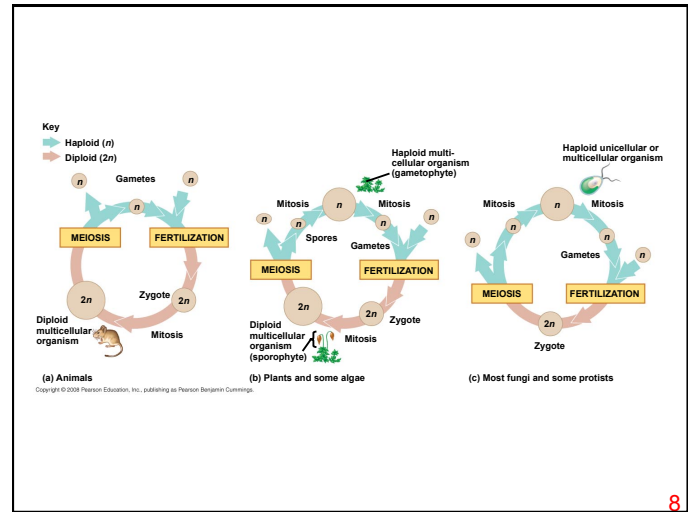 Key
Haploid (n)
Diploid (2n)
n
Gametes
n
n
MEIOSIS
FERTILIZATION
2n
Zygote
2n
Diploid
multicellular
organism
Mitosis
(a) Animals
Haploid multi-
cellular organism
(gametophyte)
Mitosis
n
Mitosis
n
n
n
n
Spores
Gametes
MEIOSIS
FERTILIZATION
2n
2n
Zygote
Diploid
multicellular
organism
(sporophyte)
Mitosis
(b) Plants and some algae
Haploid unicellular or
multicellular organism
Mitosis
n
Mitosis
n
n
n
n
Gametes
MEIOSIS
FERTILIZATION
2n
Zygote
(c) Most fungi and some protists
Copyright © 2008 Pearson Education, Inc., publishing as Pearson Benjamin Cummings.
8